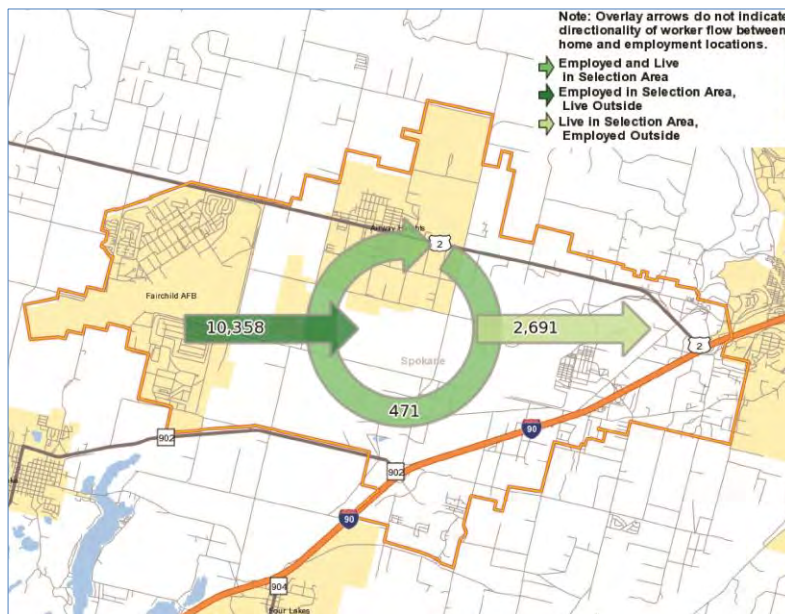 Note: Overlay arrows do not indicate
directionality of worker flow between
home and employment locations.
Employed and Live
in Selection Area
Employed in Selection Area,
Live Outside
Live in Selection Area,
Employed Outside
2
Fairchild AFB
10,358
2,691
2
Spokane
471
90
902
902
90
904
Four Lakes